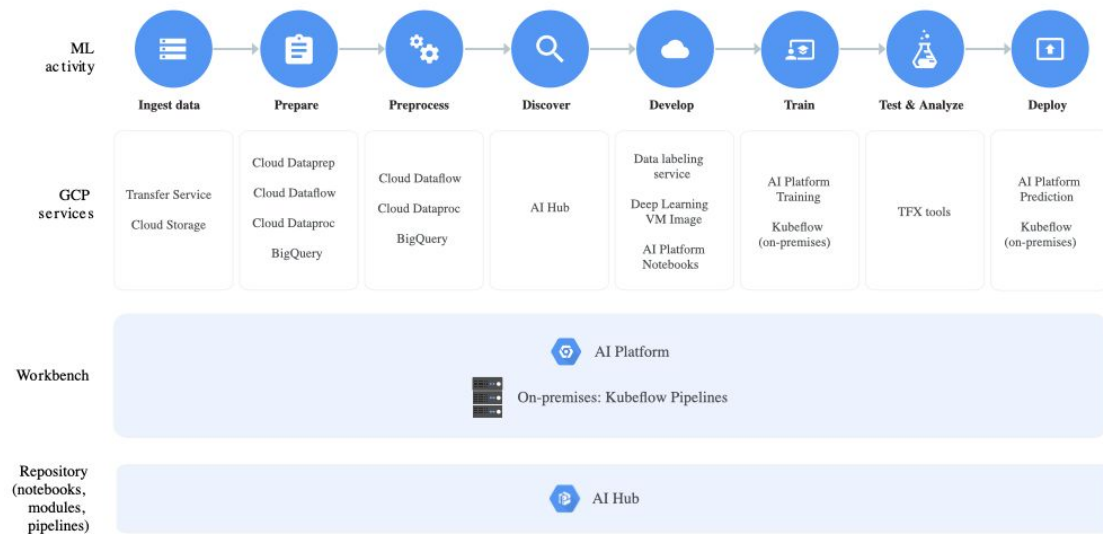 ML
activity
Ingest data
Prepare
Preprocess
Discover
Develop
Train
Test & Analyze
Deploy
GCP
services
Transfer Service
Cloud Storage
Cloud Dataprep
Cloud Dataflow
Cloud Dataproc
BigQuery
Cloud Dataflow
Cloud Dataproc
BigQuery
AI Hub
Data labeling
service
Deep Learning
VM Image
AI Platform
Notebooks
AI Platform
Training
Kubeflow
(on-premises)
TFX tools
AI Platform
Prediction
Kubeflow
(on-premises)
Workbench
AI Platform
On-premises: Kubeflow Pipelines
Repository
(notebooks,
modules,
pipelines)
AI Hub